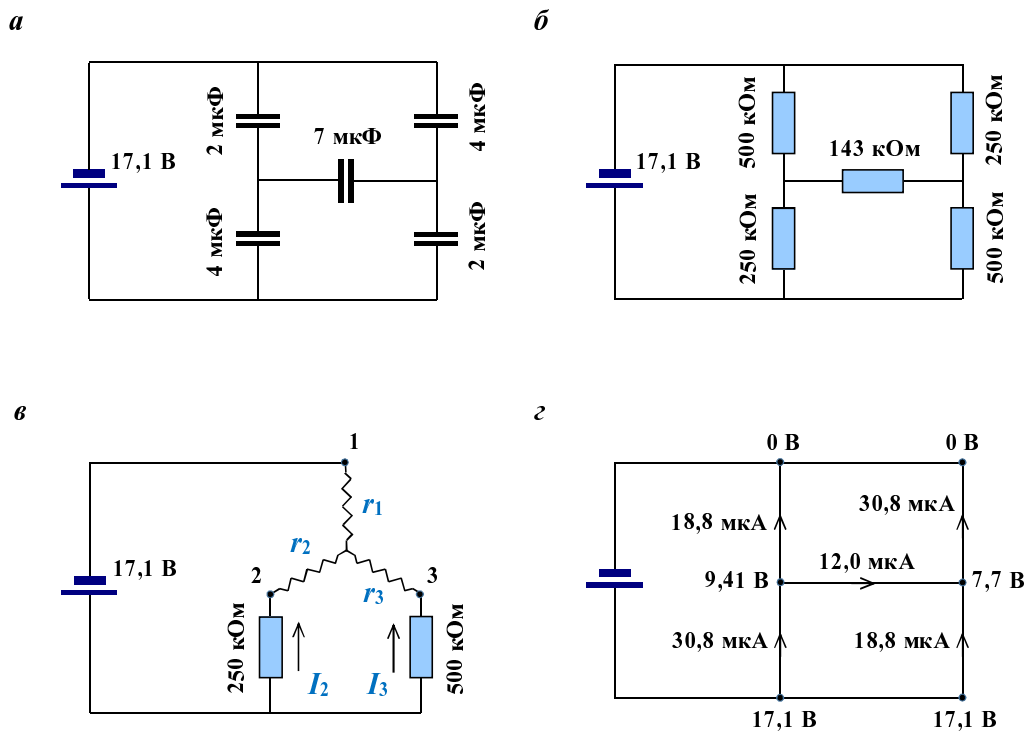 а
2 мкФ
4 мкФ
7 мкФ
17,1 В
4 мкФ
2 мкФ
б
500 кОм
250 кОм
143 кОм
17,1 В
250 кОм
500 кОм
в
1
r1
r2
17,1 В
2
3
r3
250 кОм
I2
I3
500 кОм
г
0 В
0 В
30,8 мкА
18,8 мкА
12,0 мкА
9,41 В
7,7 В
30,8 мкА
18,8 мкА
17,1 В
17,1 В